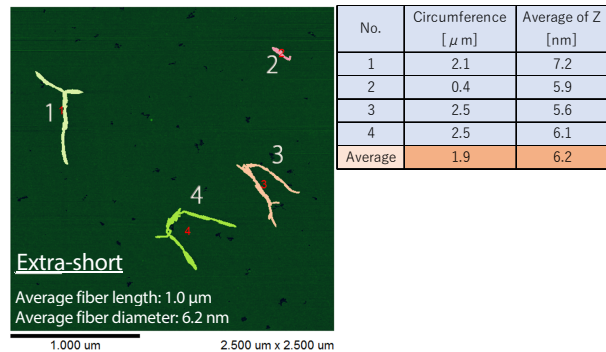 1
2
3
4
3
4
Extra-short
Average fiber length: 1.0 μm
Average fiber diameter: 6.2 nm
1.000 um
2.500 um x 2.500 um
No. Circumference [μm] Average of Z [nm]
1 2.1 7.2
2 0.4 5.9
3 2.5 5.6
4 2.5 6.1
Average 1.9 6.2